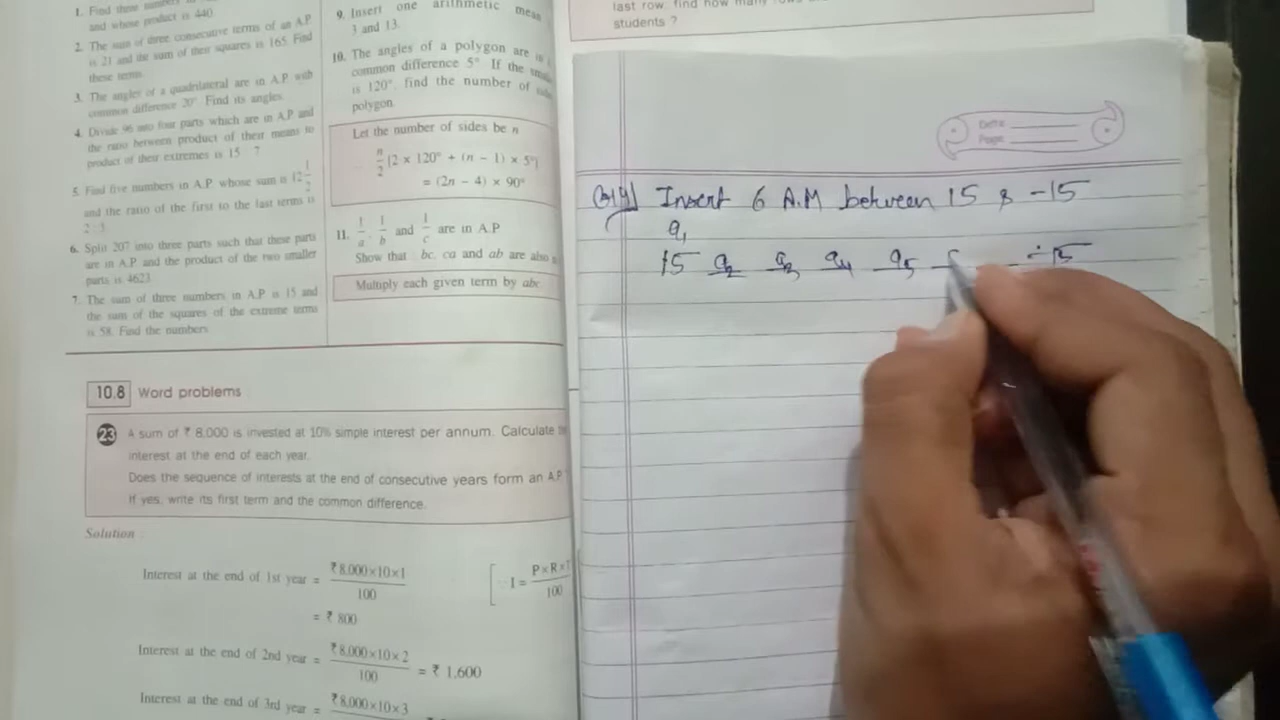 1. Find three numbers in
and whose product is 440.
2. The sum of three consecutive terms of an A.P.
is 21 and the sum of their squares is 165. Find
these terms.
3. The angles of a quadrilateral are in A.P. with
common difference 20°. Find its angles.
4. Divide 96 into four parts which are in A.P. and
the ratio between product of their means to
product of their extremes is 15 : 7.
5. Find five numbers in A.P. whose sum is 12 1/2
and the ratio of the first to the last terms is
2 : 3.
6. Split 207 into three parts such that these parts
are in A.P. and the product of the two smaller
parts is 4623.
7. The sum of three numbers in A.P. is 15 and
the sum of the squares of the extreme terms
is 58. Find the numbers.
9. Insert one arithmetic mean
3 and 13.
10. The angles of a polygon are in
common difference 5°. If the
is 120°, find the number of
polygon.
Let the number of sides be n
n/2 [2 × 120° + (n − 1) × 5°]
= (2n − 4) × 90°
11. 1/a, 1/b and 1/c are in A.P.
Show that : bc, ca and ab are also
Multiply each given term by abc
10.8 Word problems
23 A sum of ₹ 8,000 is invested at 10% simple interest per annum. Calculate
interest at the end of each year.
Does the sequence of interests at the end of consecutive years form an A.P.
If yes, write its first term and the common difference.
Solution :
Interest at the end of 1st year = ₹ 8,000×10×1 / 100
[∵ I = P×R×T / 100
= ₹ 800
Interest at the end of 2nd year = ₹ 8,000×10×2 / 100 = ₹ 1,600
Interest at the end of 3rd year = ₹ 8,000×10×3
last row; find how many rows
students ?
Date
Page
Insert 6 A.M between 15 & -15
a1
15 a2 a3 a4 a5 -15